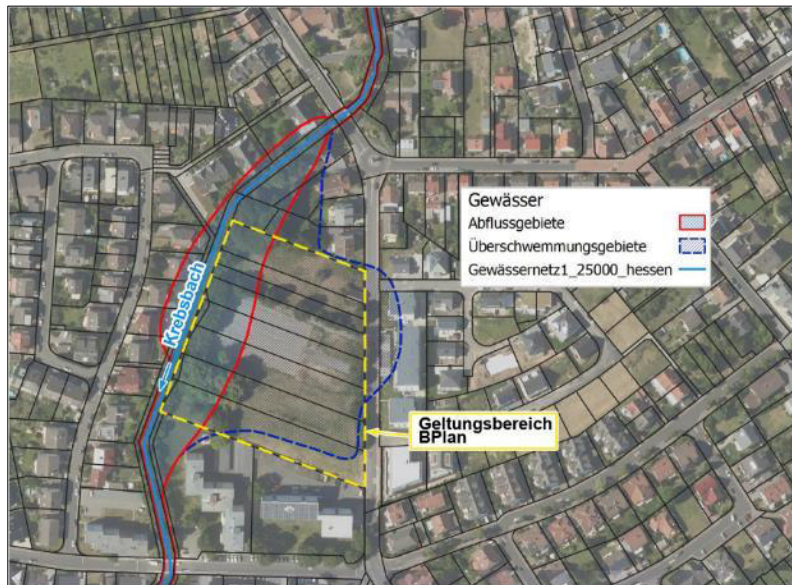 Gewässer
Abflussgebiete
Überschwemmungsgebiete
Gewässernetz1_25000_hessen
Krebsbach
Geltungsbereich
BPlan